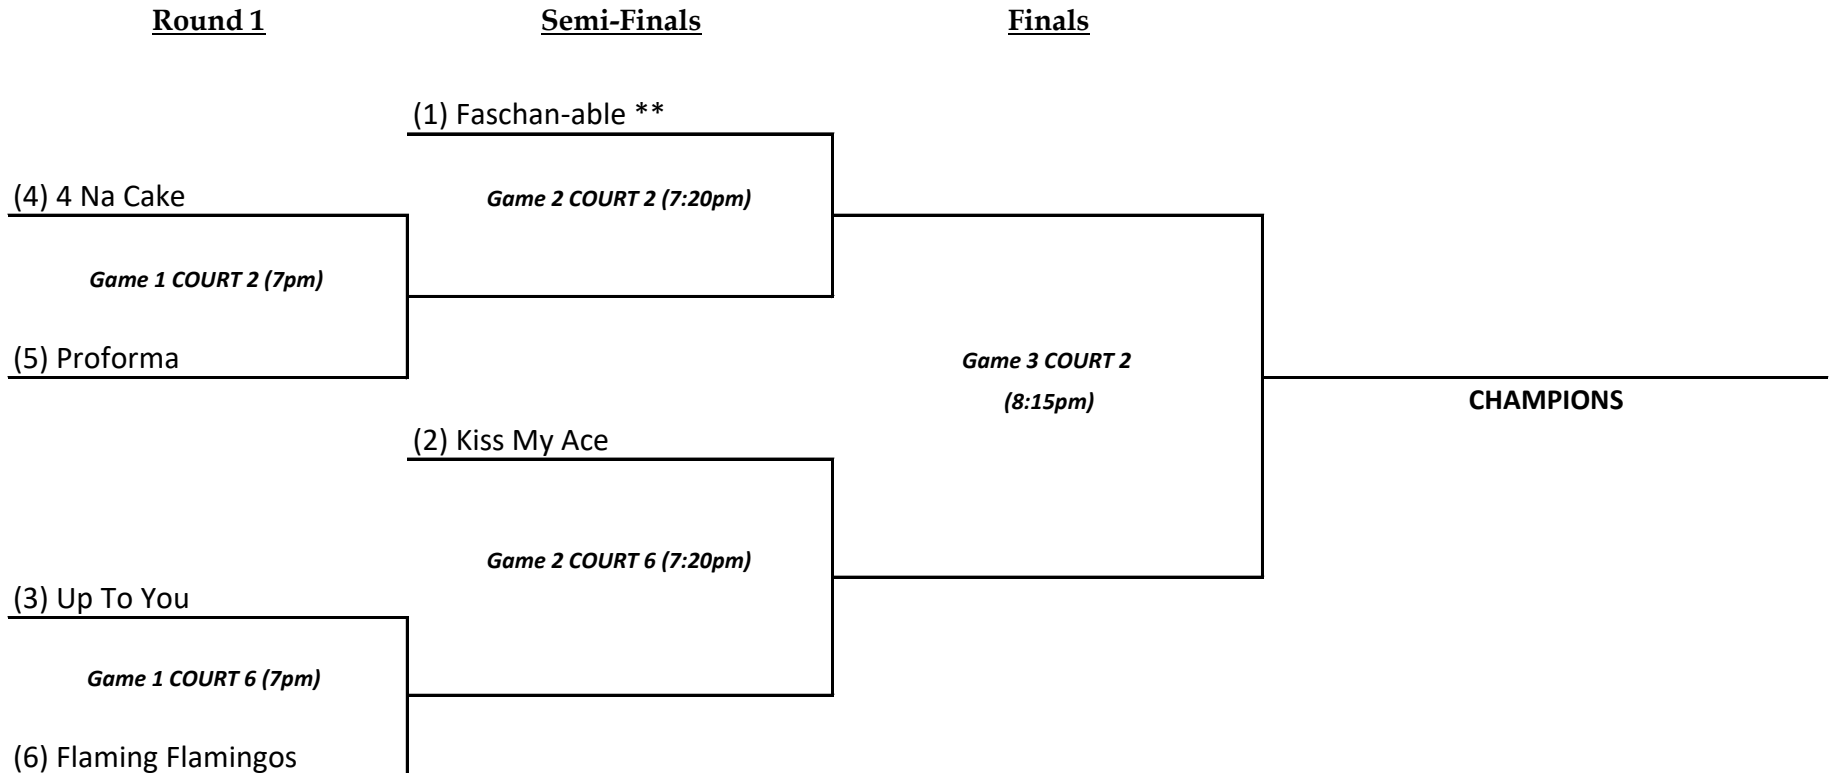 Round 1
Semi-Finals
Finals
(1) Faschan-able **
(4) 4 Na Cake
Game 2 COURT 2 (7:20pm)
Game 1 COURT 2 (7pm)
(5) Proforma
Game 3 COURT 2
(8:15pm)
CHAMPIONS
(2) Kiss My Ace
Game 2 COURT 6 (7:20pm)
(3) Up To You
Game 1 COURT 6 (7pm)
(6) Flaming Flamingos